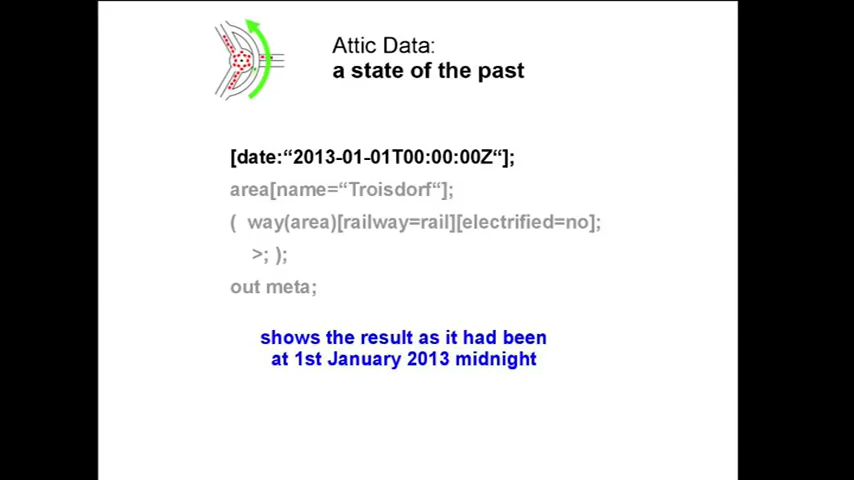 Attic Data:
a state of the past
[date:“2013-01-01T00:00:00Z“];
area[name=“Troisdorf“];
( way(area)[railway=rail][electrified=no];
>; );
out meta;
shows the result as it had been
at 1st January 2013 midnight